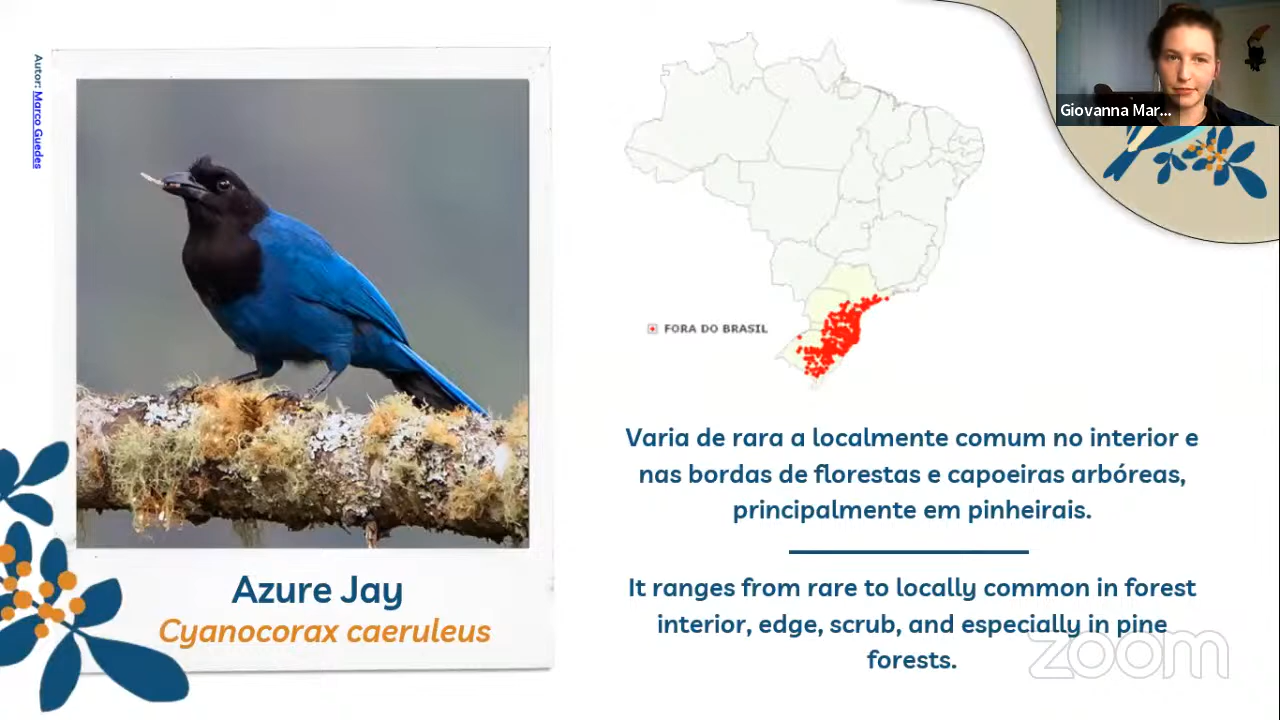 Autor: Marco Guedes
Giovanna Mar...
FORA DO BRASIL
Varia de rara a localmente comum no interior e
nas bordas de florestas e capoeiras arbóreas,
principalmente em pinheirais.
It ranges from rare to locally common in forest
interior, edge, scrub, and especially in pine
forests.
Azure Jay
Cyanocorax caeruleus
zoom